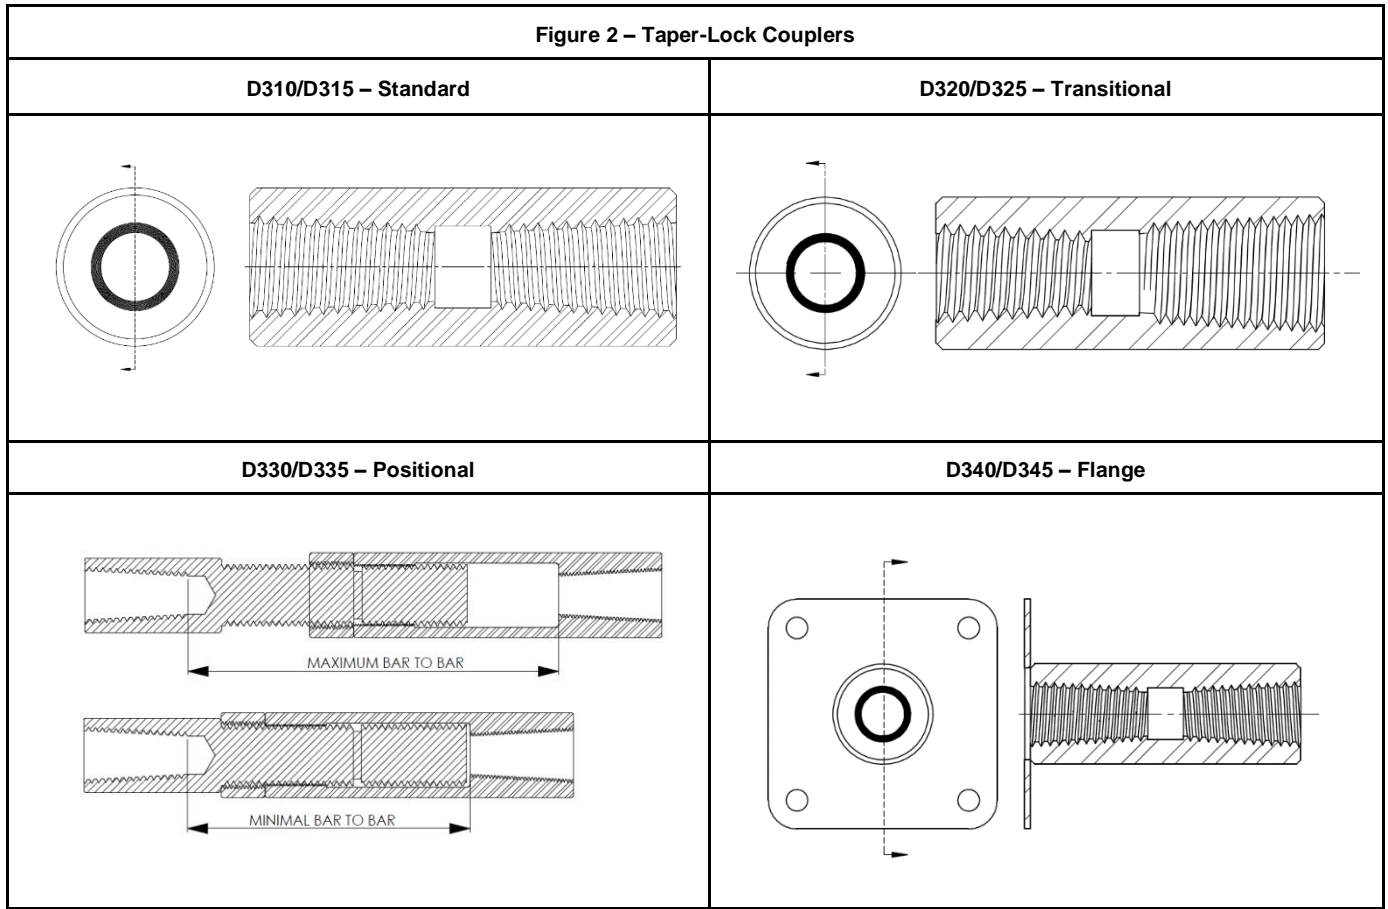 Figure 2 – Taper-Lock Couplers
D310/D315 – Standard
D320/D325 – Transitional
D330/D335 – Positional
D340/D345 – Flange
MAXIMUM BAR TO BAR
MINIMAL BAR TO BAR